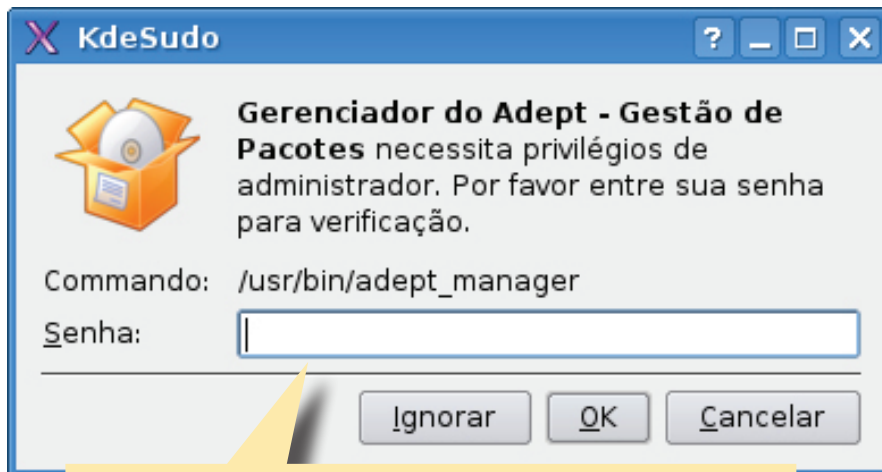 KdeSudo
Gerenciador do Adept - Gestão de
Pacotes necessita privilégios de
administrador. Por favor entre sua senha
para verificação.
Commando: /usr/bin/adept_manager
Senha:
Ignorar OK Cancelar